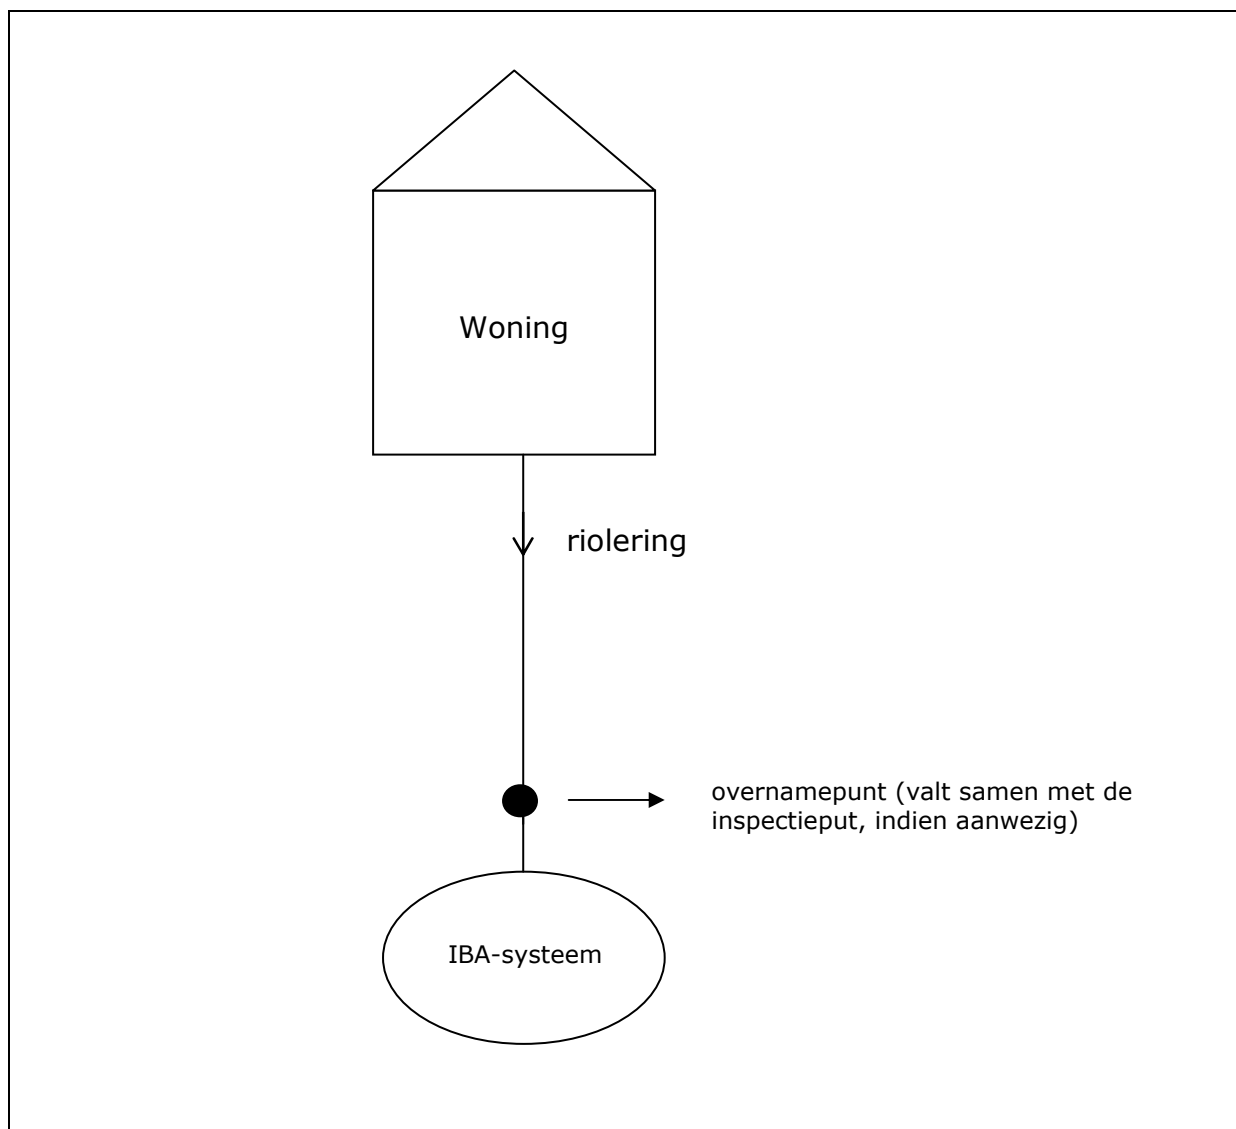 Woning
riolering
overnamepunt (valt samen met de
inspectieput, indien aanwezig)
IBA-systeem